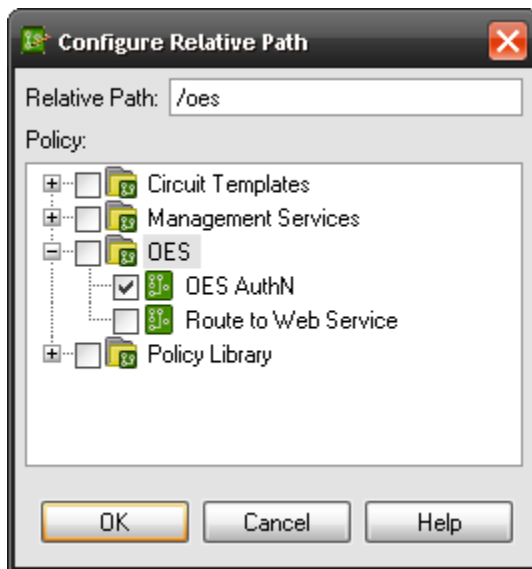 Configure Relative Path
Relative Path: /oes
Policy:
Circuit Templates
Management Services
OES
OES AuthN
Route to Web Service
Policy Library
OK Cancel Help